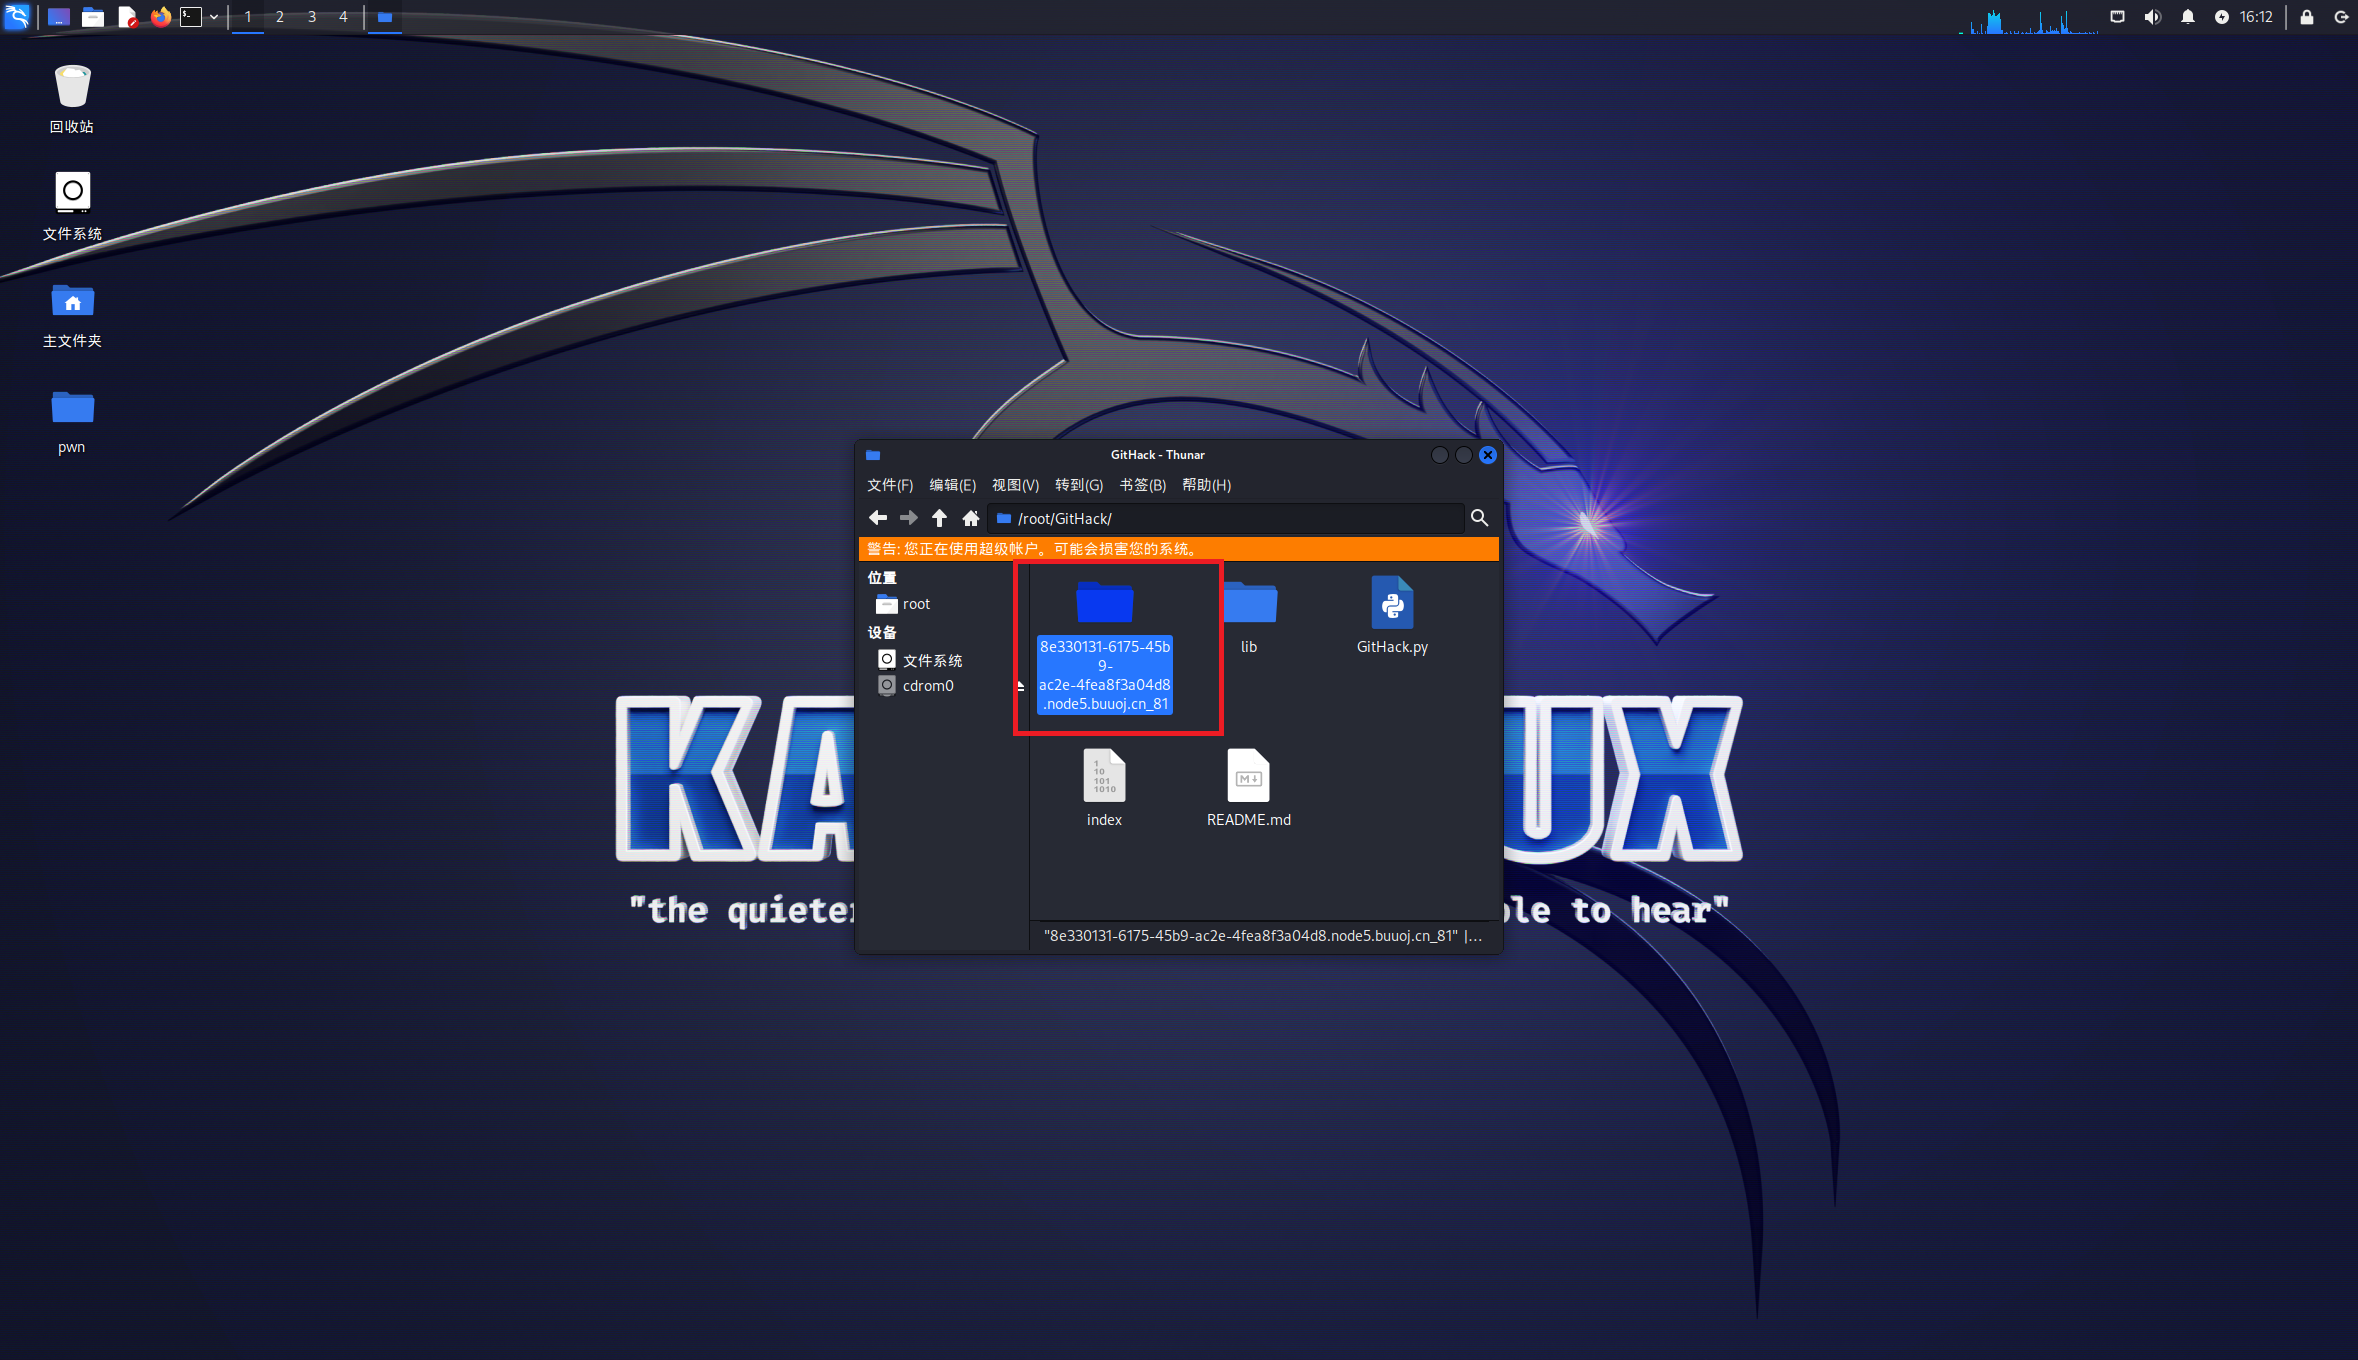 1 2 3 4
16:12
回收站
文件系统
主文件夹
pwn
GitHack - Thunar
文件(F) 编辑(E) 视图(V) 转到(G) 书签(B) 帮助(H)
/root/GitHack/
警告: 您正在使用超级帐户。可能会损害您的系统。
位置
root
设备
文件系统
cdrom0
8e330131-6175-45b
9-
ac2e-4fea8f3a04d8
.node5.buuoj.cn_81
lib
GitHack.py
index
README.md
"8e330131-6175-45b9-ac2e-4fea8f3a04d8.node5.buuoj.cn_81" |...
KA UX
"the quieter ble to hear"